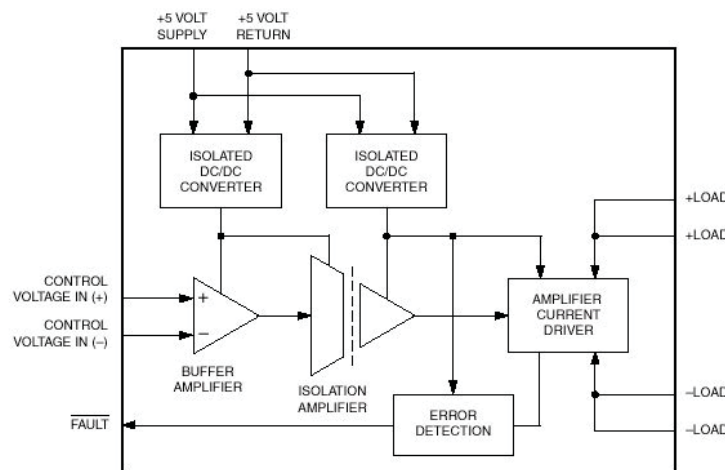 +5 VOLT
SUPPLY
+5 VOLT
RETURN
ISOLATED
DC/DC
CONVERTER
ISOLATED
DC/DC
CONVERTER
+LOAD
+LOAD
CONTROL
VOLTAGE IN (+)
+
CONTROL
VOLTAGE IN (–)
–
BUFFER
AMPLIFIER
ISOLATION
AMPLIFIER
AMPLIFIER
CURRENT
DRIVER
–LOAD
–LOAD
FAULT
ERROR
DETECTION